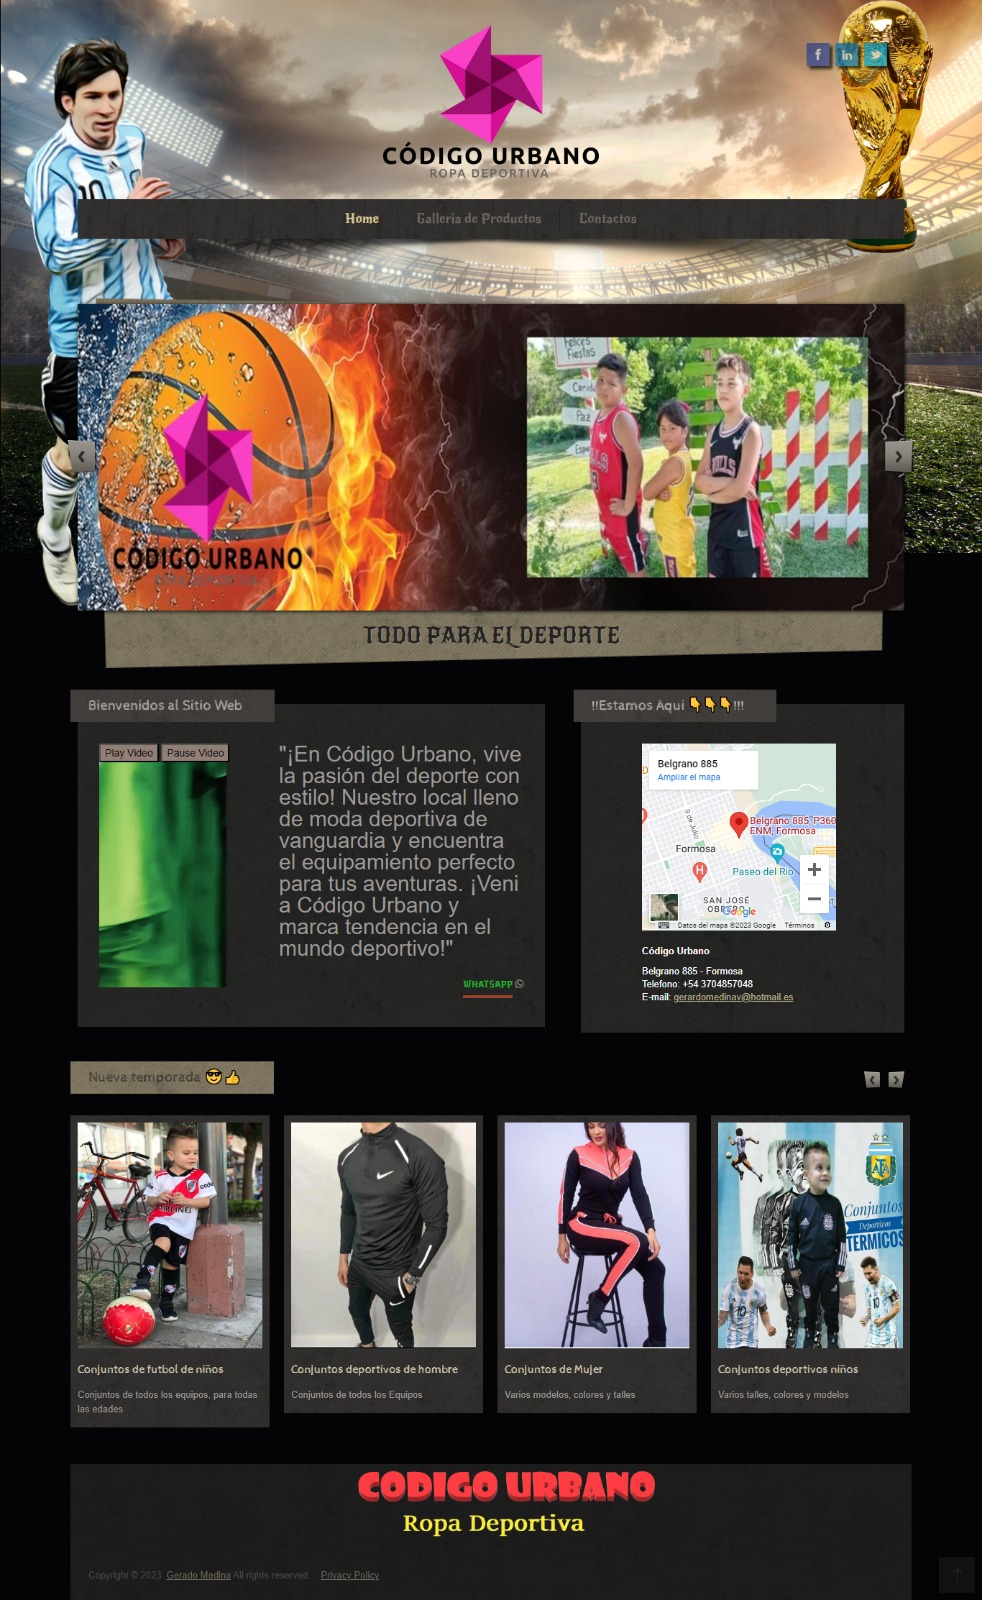 CÓDIGO URBANO
ROPA DEPORTIVA
Home
Galleria de Productos
Contactos
Felices
Fiestas
Paz
CÓDIGO URBANO
ROPA DEPORTIVA
TODO PARA EL DEPORTE
Bienvenidos al Sitio Web
Play Video
Pause Video
"¡En Código Urbano, vive
la pasión del deporte con
estilo! Nuestro local lleno
de moda deportiva de
vanguardia y encuentra
el equipamiento perfecto
para tus aventuras. ¡Veni
a Código Urbano y
marca tendencia en el
mundo deportivo!"
WHATSAPP
!!Estamos Aqui 👇👇👇!!!
Belgrano 885
Ampliar el mapa
9 de Julio
Belgrano 885, P360
ENM, Formosa
Formosa
H
Paseo del Rio
SAN JOSÉ
OBRERO
Google
Datos del mapa ©2023 Google
Términos
Código Urbano
Belgrano 885 - Formosa
Telefono: +54 3704857048
E-mail: gerardomedinav@hotmail.es
Nueva temporada 😎👍
AFA
Conjuntos
Deportivos
TERMICOS
10
10
Conjuntos de futbol de niños
Conjuntos de todos los equipos, para todas
las edades
Conjuntos deportivos de hombre
Conjuntos de todos los Equipos
Conjuntos de Mujer
Varios modelos, colores y talles
Conjuntos deportivos niños
Varios talles, colores y modelos
CODIGO URBANO
Ropa Deportiva
Copyright © 2023 Gerado Medina All rights reserved. Privacy Policy